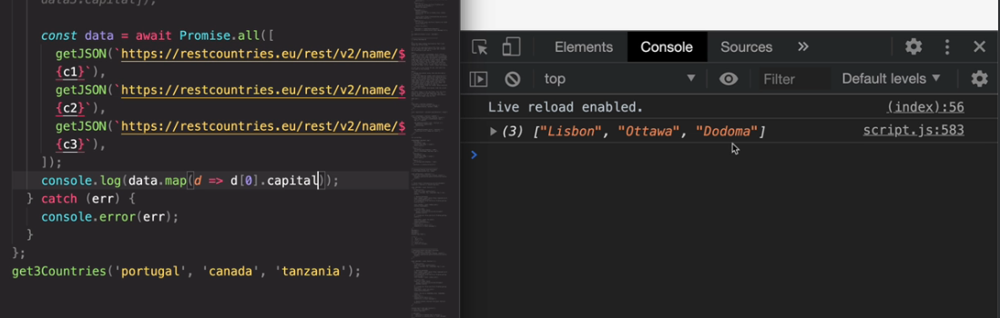 data3.capital]);
const data = await Promise.all([
getJSON(`https://restcountries.eu/rest/v2/name/$
{c1}`),
getJSON(`https://restcountries.eu/rest/v2/name/$
{c2}`),
getJSON(`https://restcountries.eu/rest/v2/name/$
{c3}`),
]);
console.log(data.map(d => d[0].capital));
} catch (err) {
console.error(err);
}
};
get3Countries('portugal', 'canada', 'tanzania');
Elements Console Sources »
top Filter Default levels
Live reload enabled. (index):56
(3) ["Lisbon", "Ottawa", "Dodoma"] script.js:583